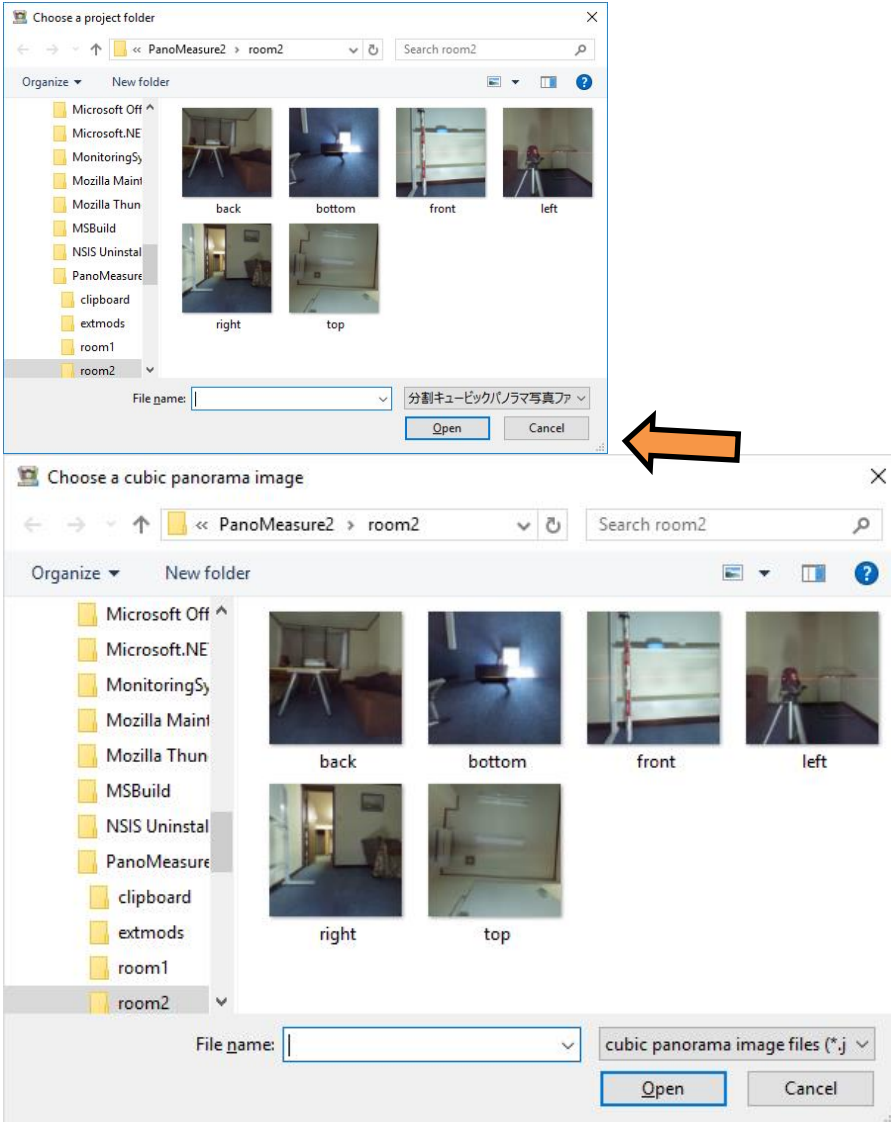 Choose a project folder
« PanoMeasure2 › room2
Search room2
Organize
New folder
Microsoft Off
Microsoft.NE
MonitoringSy
Mozilla Maint
Mozilla Thun
MSBuild
NSIS Uninstal
PanoMeasure
clipboard
extmods
room1
room2
back
bottom
front
left
right
top
File name:
分割キュービックパノラマ写真ファ
Open
Cancel
Choose a cubic panorama image
« PanoMeasure2 › room2
Search room2
Organize
New folder
Microsoft Off
Microsoft.NE
MonitoringSy
Mozilla Maint
Mozilla Thun
MSBuild
NSIS Uninstal
PanoMeasure
clipboard
extmods
room1
room2
back
bottom
front
left
right
top
File name:
cubic panorama image files (*.j
Open
Cancel